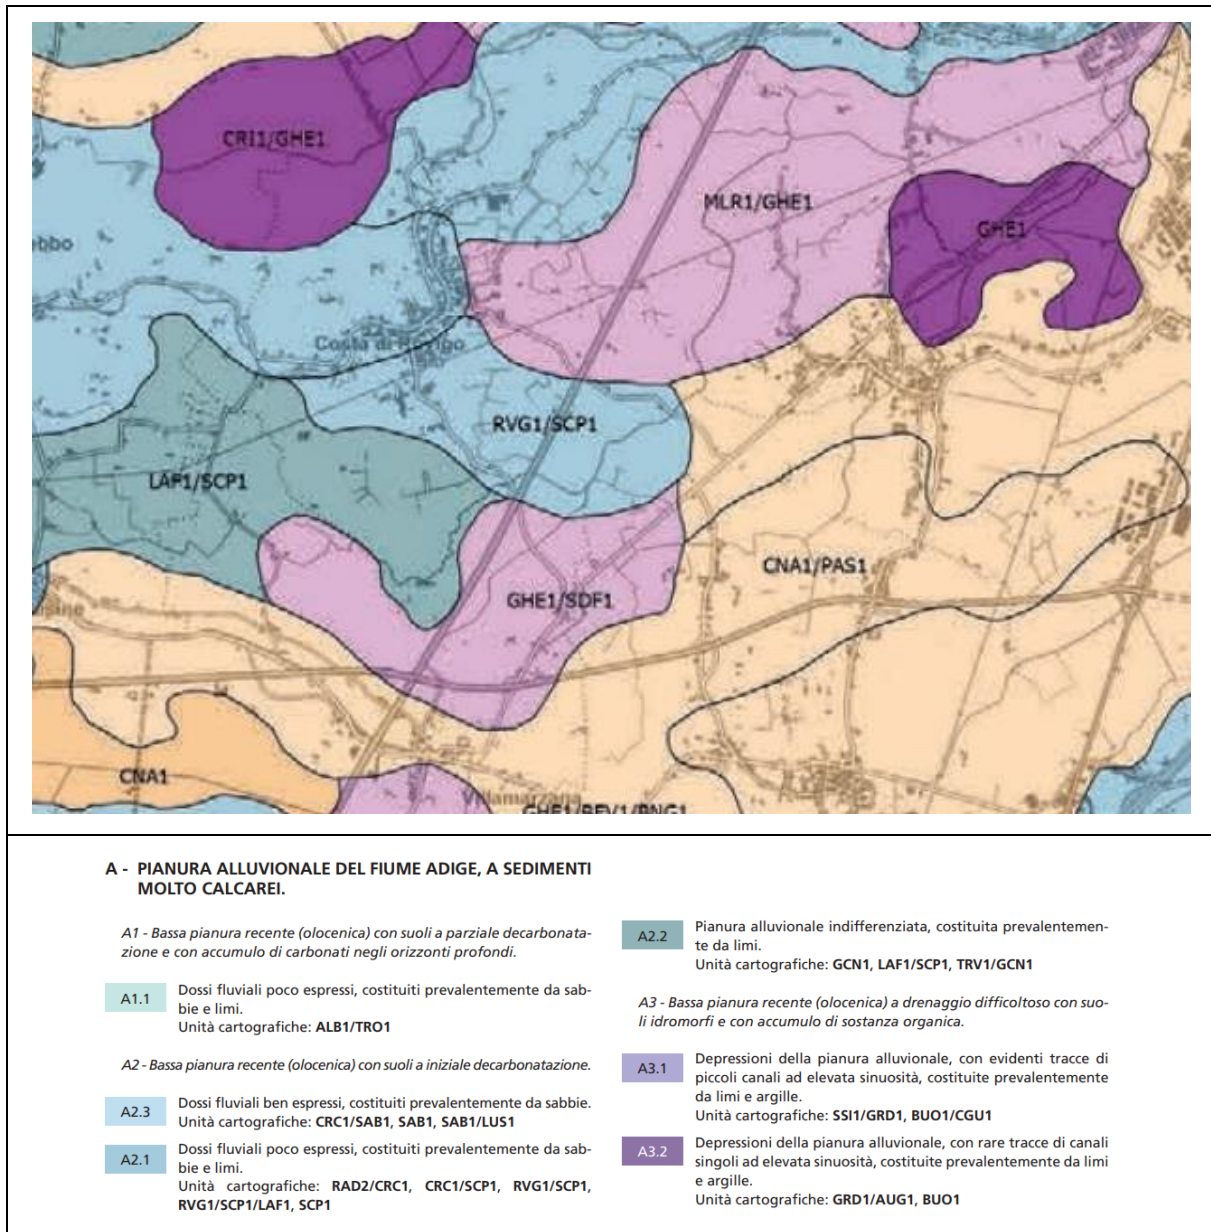 CRI1/GHE1
MLR1/GHE1
GHE1
Costa di Rovigo
RVG1/SCP1
LAF1/SCP1
CNA1/PAS1
GHE1/SDF1
CNA1
A - PIANURA ALLUVIONALE DEL FIUME ADIGE, A SEDIMENTI
MOLTO CALCAREI.
A1 - Bassa pianura recente (olocenica) con suoli a parziale decarbonata-
zione e con accumulo di carbonati negli orizzonti profondi.
A1.1
Dossi fluviali poco espressi, costituiti prevalentemente da sab-
bie e limi.
Unità cartografiche: ALB1/TRO1
A2 - Bassa pianura recente (olocenica) con suoli a iniziale decarbonatazione.
A2.3
Dossi fluviali ben espressi, costituiti prevalentemente da sabbie.
Unità cartografiche: CRC1/SAB1, SAB1, SAB1/LUS1
A2.1
Dossi fluviali poco espressi, costituiti prevalentemente da sab-
bie e limi.
Unità cartografiche: RAD2/CRC1, CRC1/SCP1, RVG1/SCP1,
RVG1/SCP1/LAF1, SCP1
A2.2
Pianura alluvionale indifferenziata, costituita prevalentemen-
te da limi.
Unità cartografiche: GCN1, LAF1/SCP1, TRV1/GCN1
A3 - Bassa pianura recente (olocenica) a drenaggio difficoltoso con suo-
li idromorfi e con accumulo di sostanza organica.
A3.1
Depressioni della pianura alluvionale, con evidenti tracce di
piccoli canali ad elevata sinuosità, costituite prevalentemente
da limi e argille.
Unità cartografiche: SSI1/GRD1, BUO1/CGU1
A3.2
Depressioni della pianura alluvionale, con rare tracce di canali
singoli ad elevata sinuosità, costituite prevalentemente da limi
e argille.
Unità cartografiche: GRD1/AUG1, BUO1